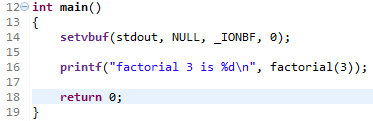 12 int main()
13 {
14     setvbuf(stdout, NULL, _IONBF, 0);
15
16     printf("factorial 3 is %d\n", factorial(3));
17
18     return 0;
19 }